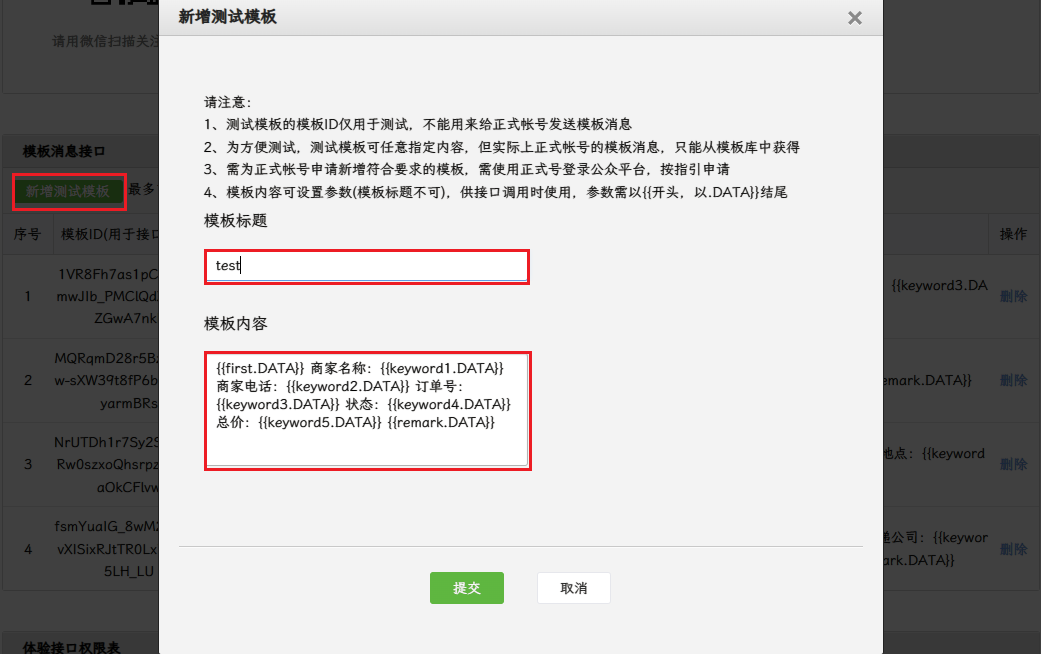 新增测试模板
请用微信扫描关注
请注意：
1、测试模板的模板ID仅用于测试，不能用来给正式帐号发送模板消息
2、为方便测试，测试模板可任意指定内容，但实际上正式帐号的模板消息，只能从模板库中获得
3、需为正式帐号申请新增符合要求的模板，需使用正式号登录公众平台，按指引申请
4、模板内容可设置参数(模板标题不可)，供接口调用时使用，参数需以{{开头，以.DATA}}结尾
模板标题
test
模板内容
{{first.DATA}} 商家名称：{{keyword1.DATA}}
商家电话：{{keyword2.DATA}} 订单号：
{{keyword3.DATA}} 状态：{{keyword4.DATA}}
总价：{{keyword5.DATA}} {{remark.DATA}}
提交
取消
模板消息接口
新增测试模板
最多
序号
模板ID(用于接口
操作
1
1VR8Fh7as1pC
mwJIb_PMClQd
ZGwA7nk
{{keyword3.DA
删除
2
MQRqmD28r5B
w-sXW39t8fP6b
yarmBRs
emark.DATA}}
删除
3
NrUTDh1r7Sy2S
Rw0szxoQhsrpz
aOkCFlvw
地点：{{keyword
删除
4
fsmYuaIG_8wM
vXISixRJtTR0Lx
5LH_LU
递公司：{{keywor
ark.DATA}}
删除
体验接口权限表